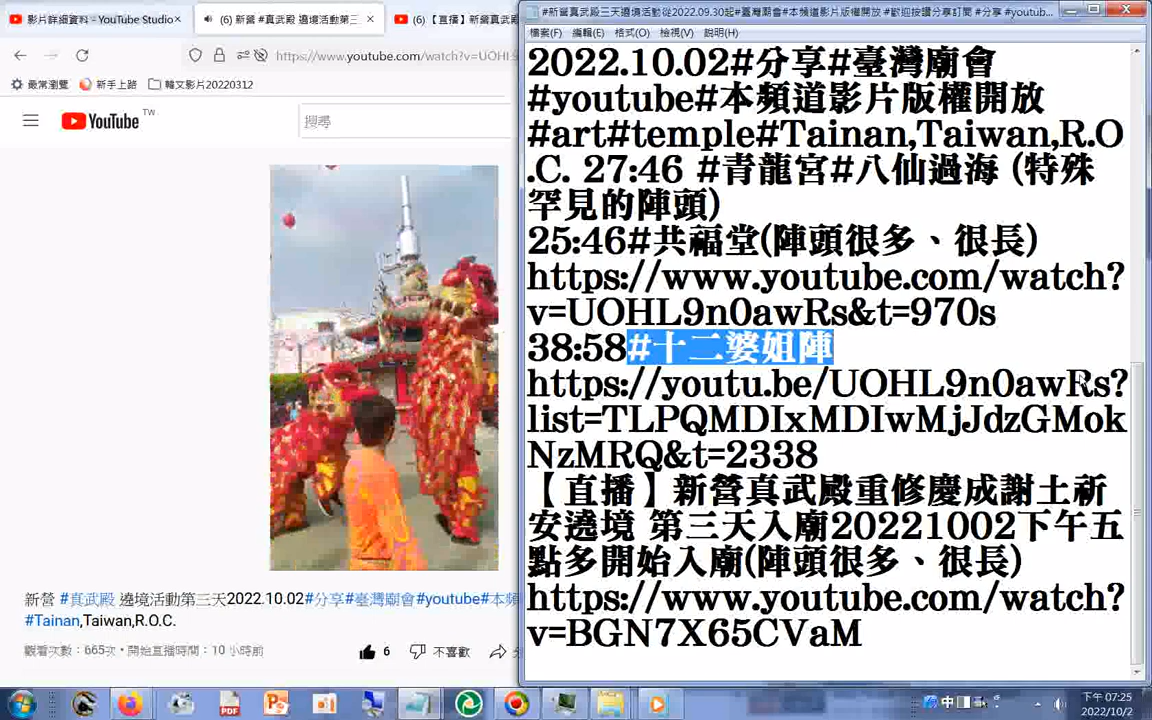 影片詳細資料 - YouTube Studio
(6) 新營 #真武殿 遶境活動第三
(6)【直播】新營真武殿
https://www.youtube.com/watch?v=UOHL9
最常瀏覽
新手上路
韓文影片20220312
YouTube TW
搜尋
新營 #真武殿 遶境活動第三天2022.10.02#分享#臺灣廟會#youtube#本頻
#Tainan,Taiwan,R.O.C.
觀看次數：665次 • 開始直播時間：10 小時前
6
不喜歡
#新營真武殿三天遶境活動從2022.09.30起#臺灣廟會#本頻道影片版權開放 #歡迎按讚分享訂閱 #分享 #youtub...
檔案(F) 編輯(E) 格式(O) 檢視(V) 說明(H)
2022.10.02#分享#臺灣廟會
#youtube#本頻道影片版權開放
#art#temple#Tainan,Taiwan,R.O
.C. 27:46 #青龍宮#八仙過海 (特殊
罕見的陣頭)
25:46#共福堂(陣頭很多、很長)
https://www.youtube.com/watch?
v=UOHL9n0awRs&t=970s
38:58#十二婆姐陣
https://youtu.be/UOHL9n0awRs?
list=TLPQMDIxMDIwMjJdzGMok
NzMRQ&t=2338
【直播】新營真武殿重修慶成謝土祈
安遶境 第三天入廟20221002下午五
點多開始入廟(陣頭很多、很長)
https://www.youtube.com/watch?
v=BGN7X65CVaM
中
下午 07:25
2022/10/2